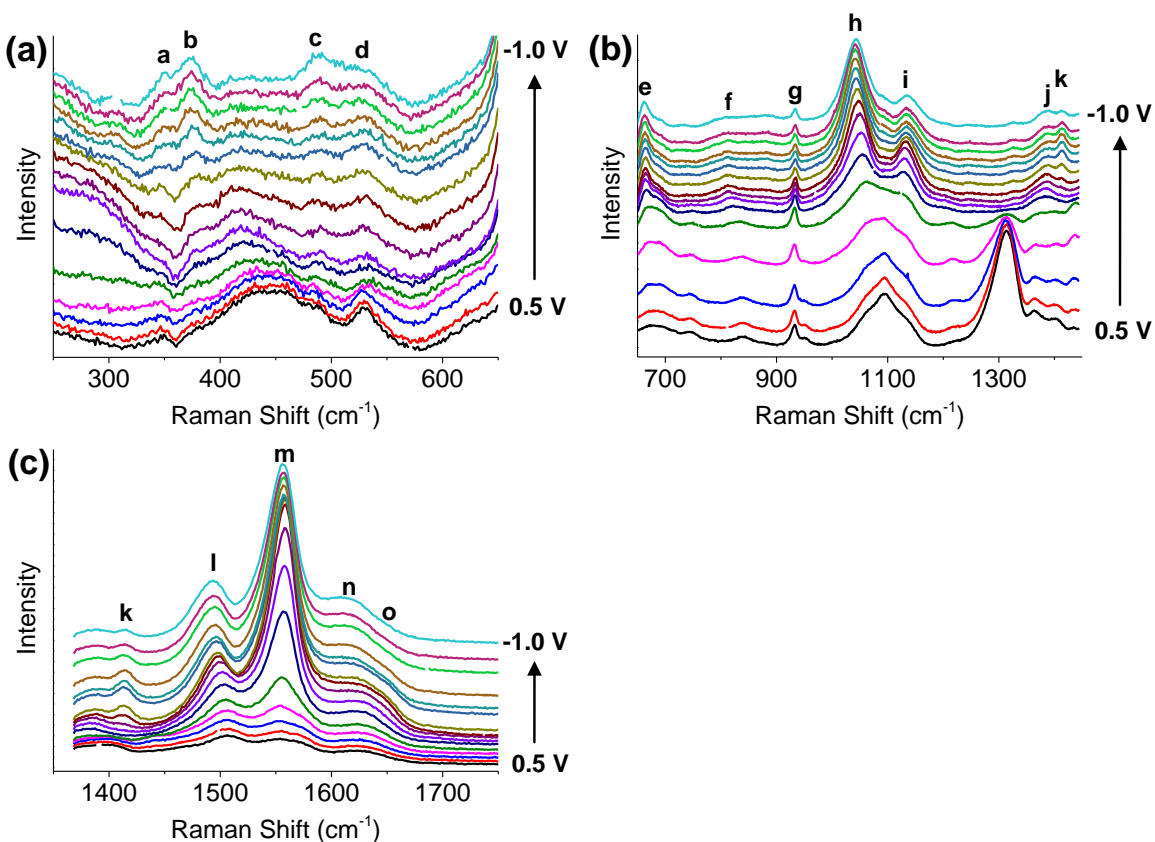 (a)
a b c d
-1.0 V
0.5 V
Intensity
300 400 500 600
Raman Shift (cm-1)
(b)
e f g h i j k
-1.0 V
0.5 V
Intensity
700 900 1100 1300
Raman Shift (cm-1)
(c)
k l m n o
-1.0 V
0.5 V
Intensity
1400 1500 1600 1700
Raman Shift (cm-1)